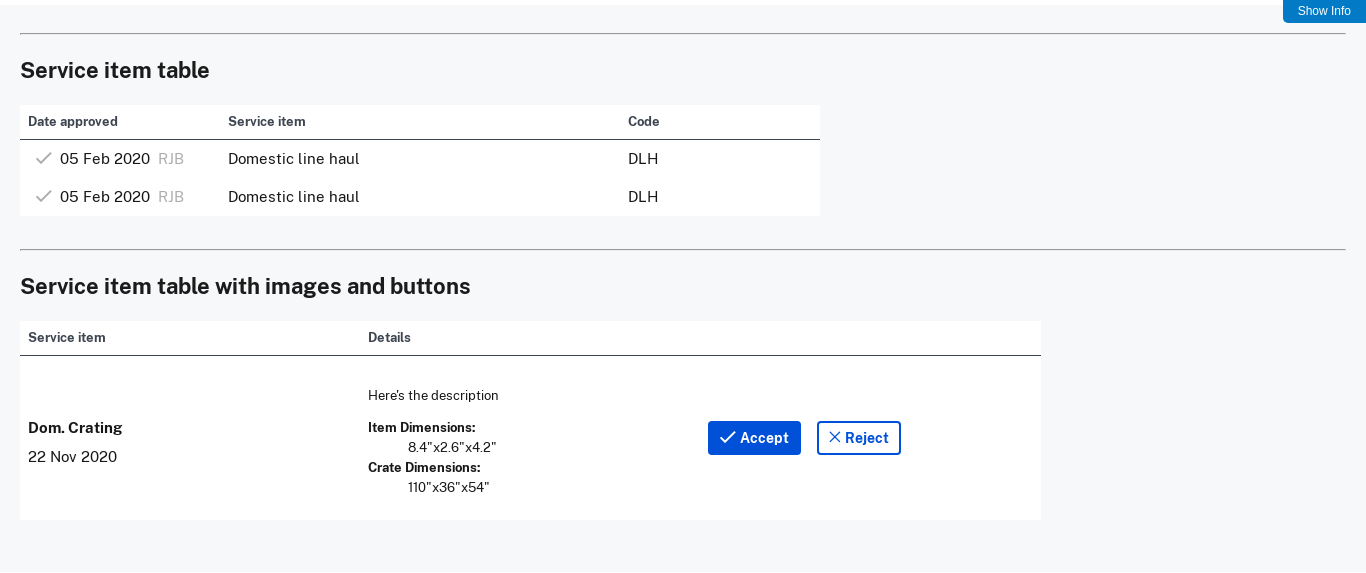 Show Info
Service item table
Date approved Service item Code
05 Feb 2020 RJB Domestic line haul DLH
05 Feb 2020 RJB Domestic line haul DLH
Service item table with images and buttons
Service item Details
Here's the description
Dom. Crating
22 Nov 2020
Item Dimensions:
8.4"x2.6"x4.2"
Crate Dimensions:
110"x36"x54"
Accept Reject